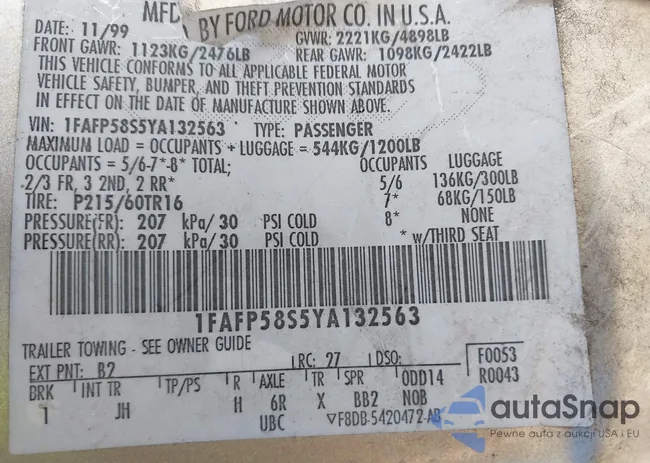 MFD BY FORD MOTOR CO. IN U.S.A.
DATE: 11/99 GVWR: 2221KG/4898LB
FRONT GAWR: 1123KG/2476LB REAR GAWR: 1098KG/2422LB
THIS VEHICLE CONFORMS TO ALL APPLICABLE FEDERAL MOTOR
VEHICLE SAFETY, BUMPER, AND THEFT PREVENTION STANDARDS
IN EFFECT ON THE DATE OF MANUFACTURE SHOWN ABOVE.
VIN: 1FAFP58S5YA132563 TYPE: PASSENGER
MAXIMUM LOAD = OCCUPANTS + LUGGAGE = 544KG/1200LB
OCCUPANTS = 5/6-7*-8* TOTAL; OCCUPANTS LUGGAGE
2/3 FR, 3 2ND, 2 RR* 5/6 136KG/300LB
TIRE: P215/60TR16 7* 68KG/150LB
PRESSURE(FR) 207 kPa/30 PSI COLD 8* NONE
PRESSURE(RR) 207 kPa/30 PSI COLD * w/THIRD SEAT
1FAFP58S5YA132563
TRAILER TOWING - SEE OWNER GUIDE
EXT PNT: B2 RC: 27 DSO: F0053
BRK INT TR TP/PS R AXLE TR SPR ODD14 R0043
1 JH H 6R X BB2 NOB
UBC ▽F8DB-5420472-AB
autaSnap
Pewne auta z aukcji USA i EU